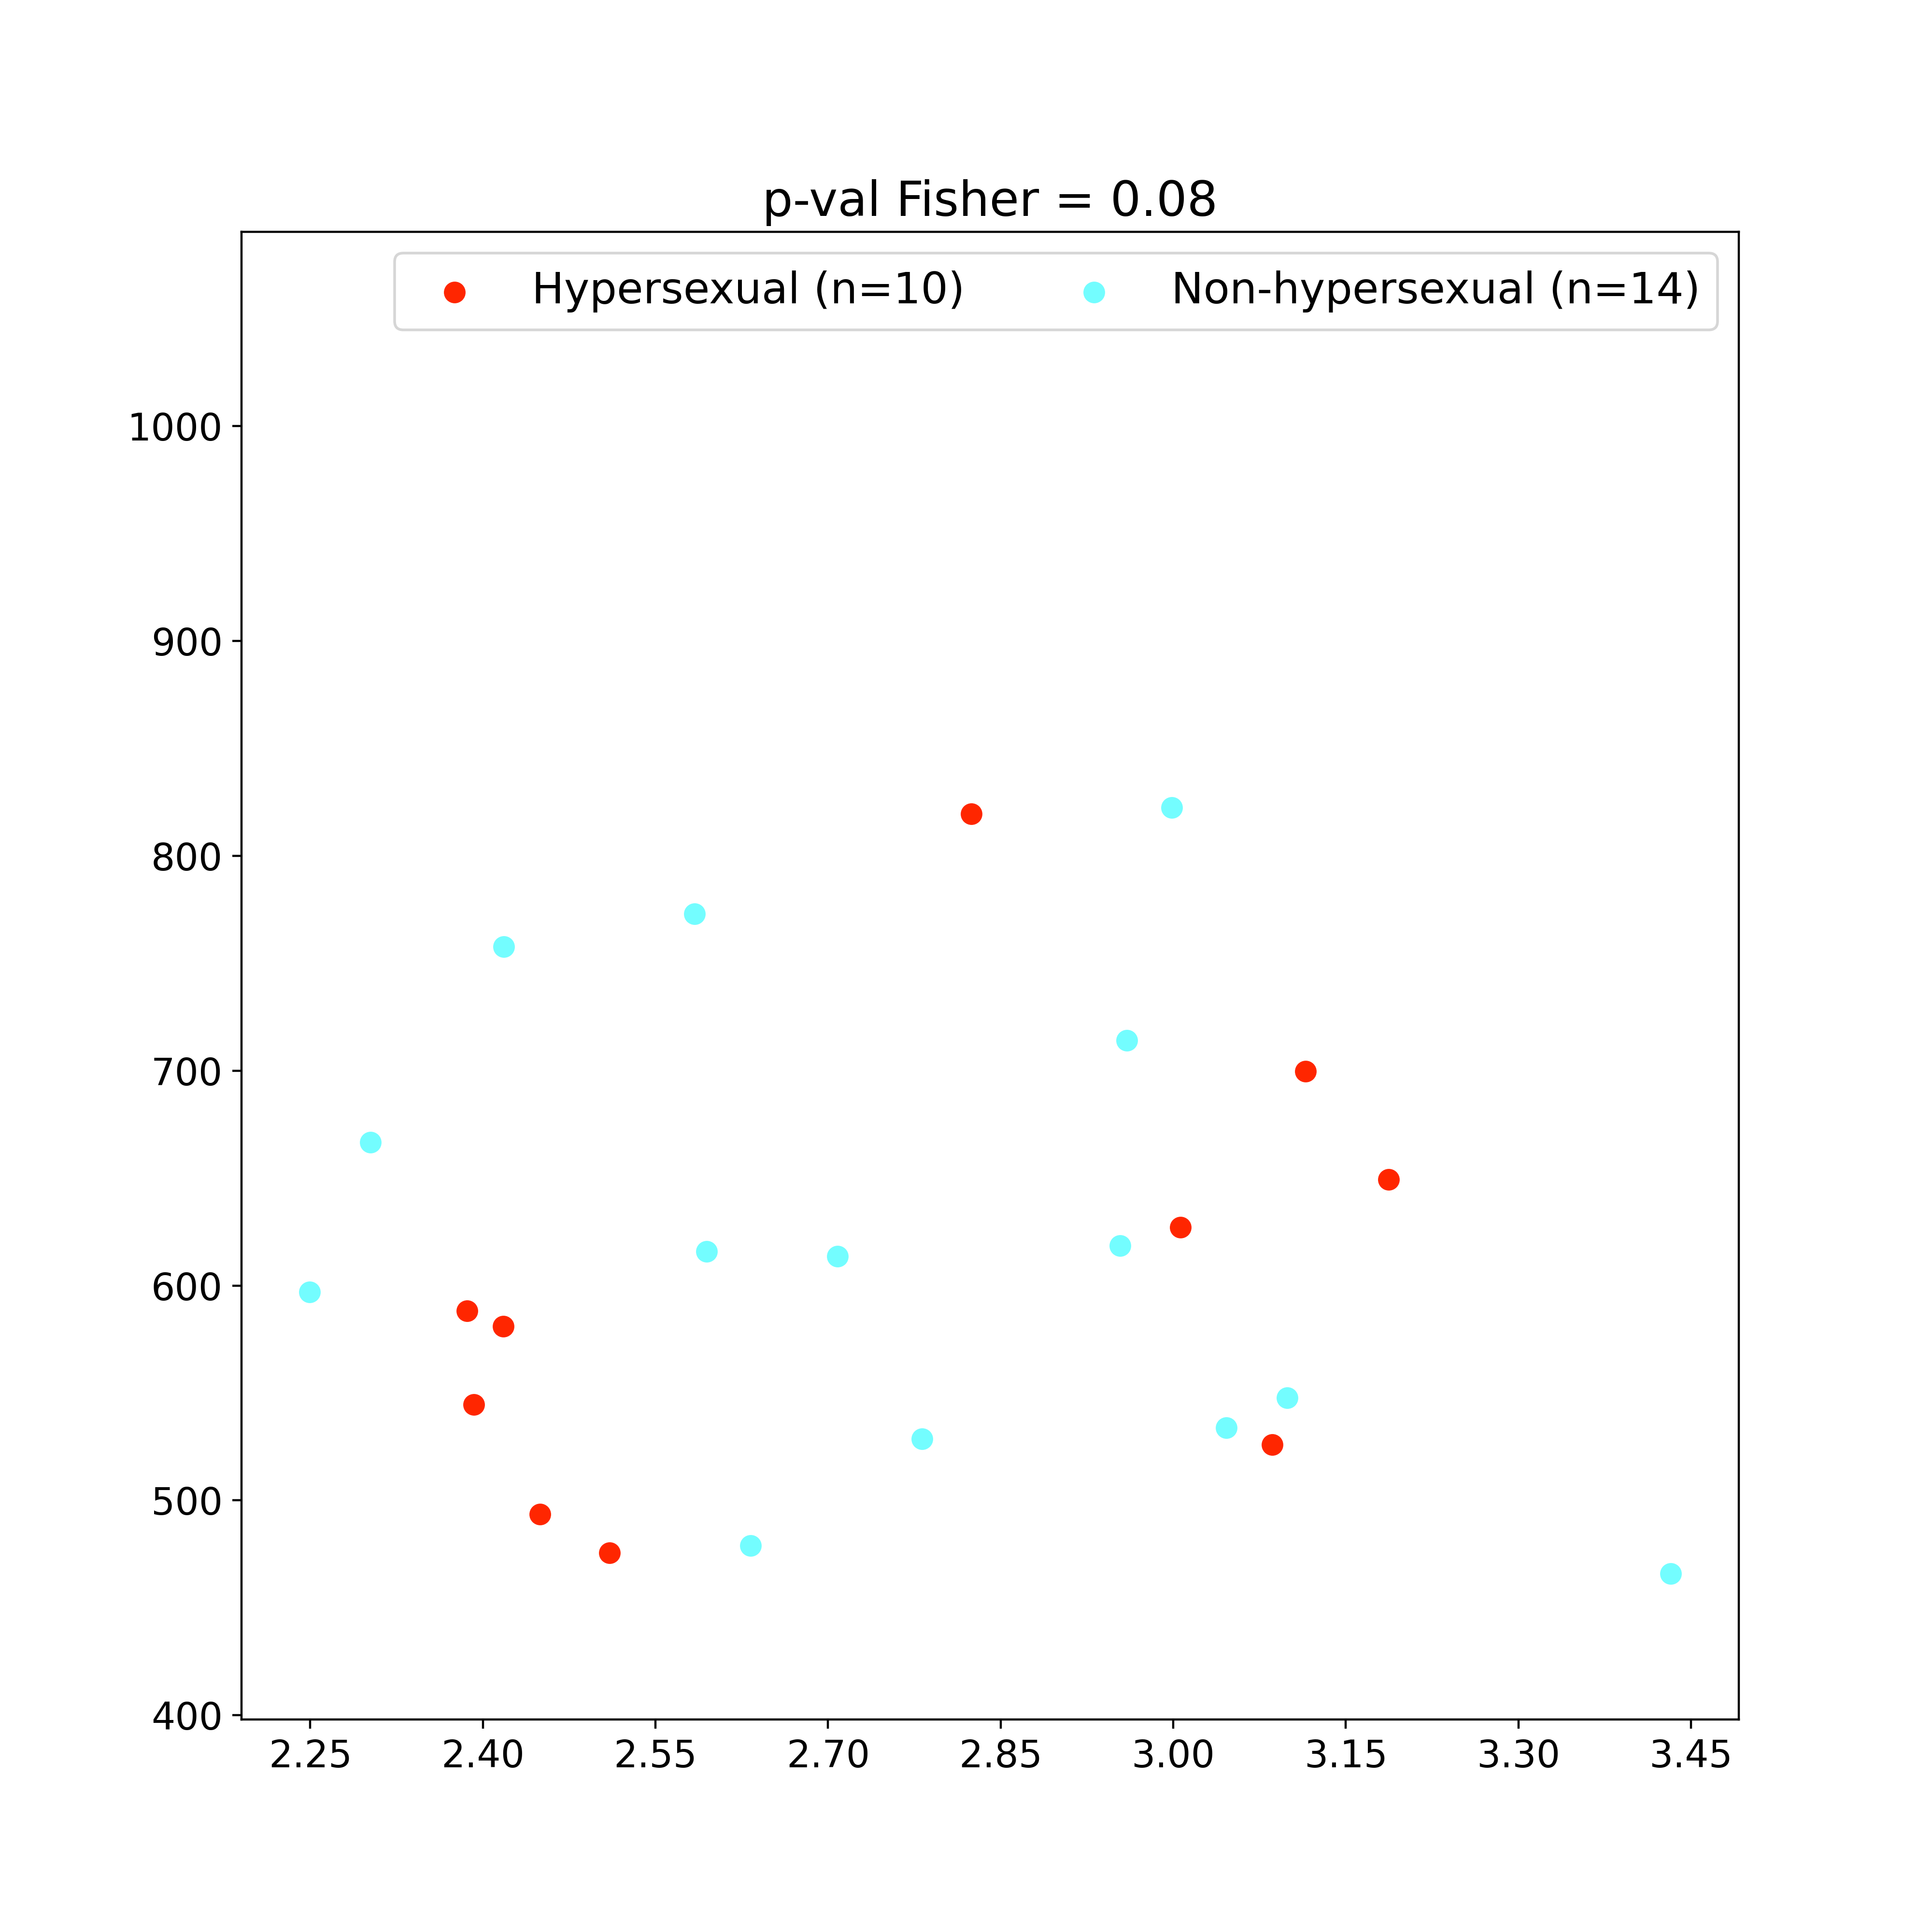 p-val Fisher = 0.08
Hypersexual (n=10)
Non-hypersexual (n=14)
1000
900
800
700
600
500
400
2.25 2.40 2.55 2.70 2.85 3.00 3.15 3.30 3.45